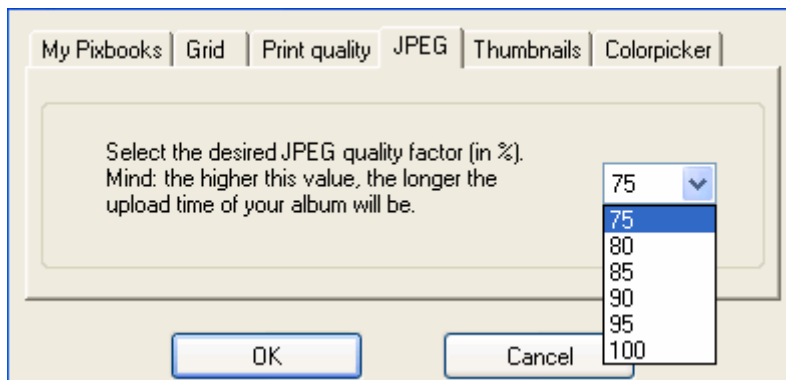 My Pixbooks Grid Print quality JPEG Thumbnails Colorpicker
Select the desired JPEG quality factor (in %).
Mind: the higher this value, the longer the
upload time of your album will be.
75
75
80
85
90
95
100
OK Cancel